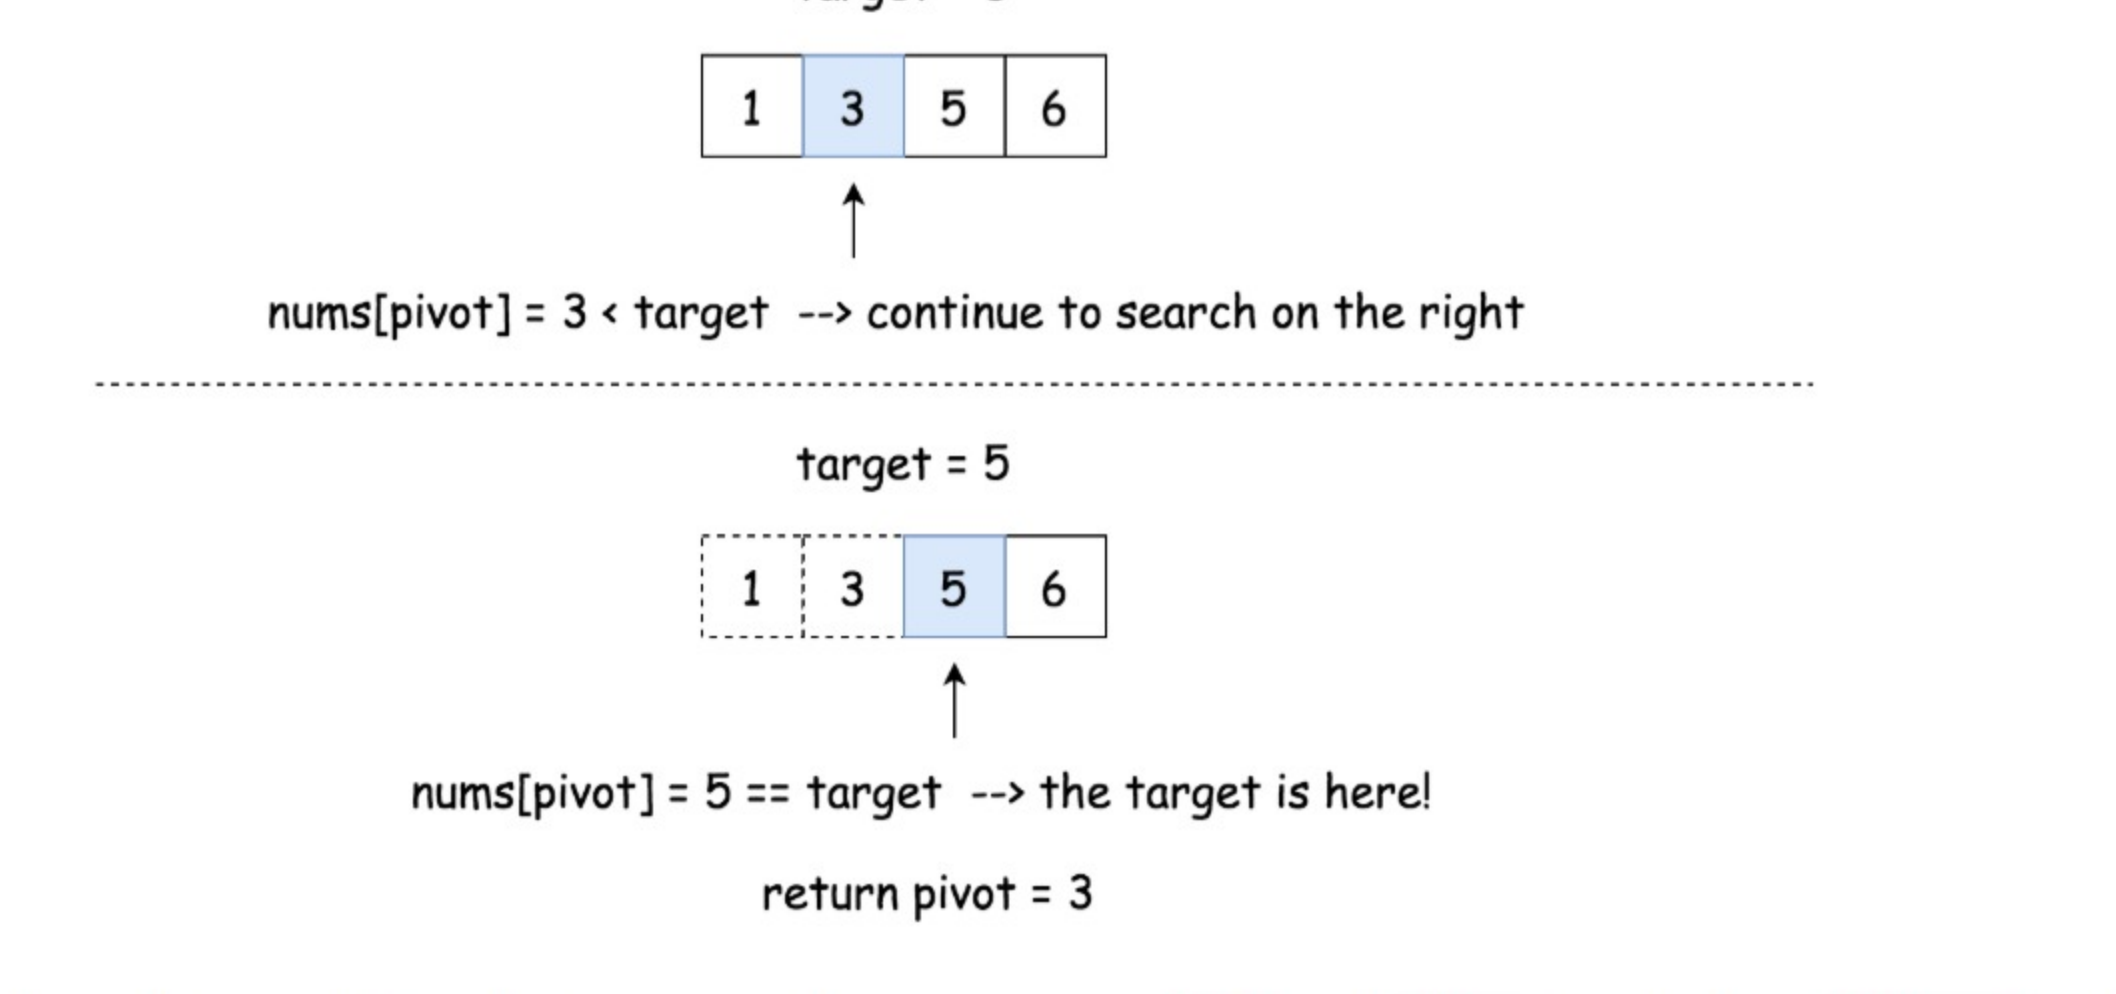 1 3 5 6
nums[pivot] = 3 < target --> continue to search on the right
target = 5
1 3 5 6
nums[pivot] = 5 == target --> the target is here!
return pivot = 3